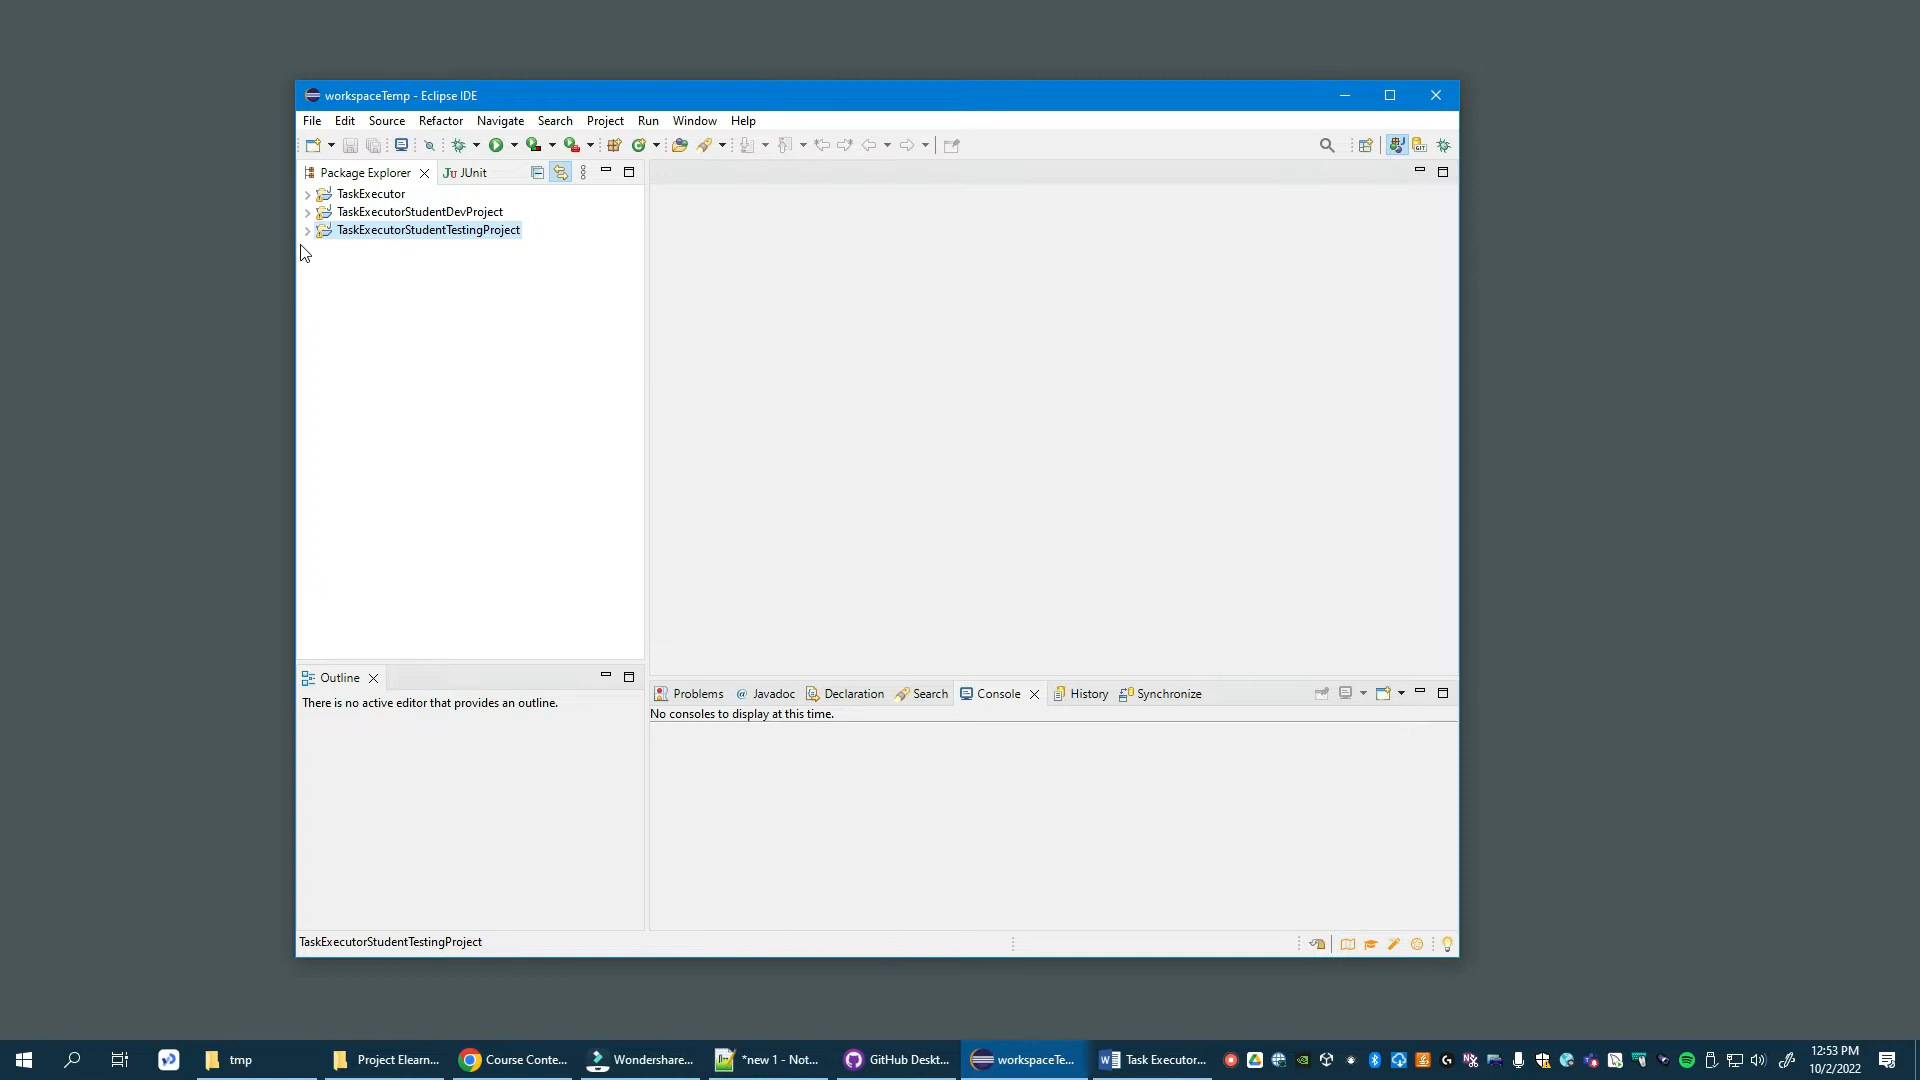 workspaceTemp - Eclipse IDE
File Edit Source Refactor Navigate Search Project Run Window Help
Package Explorer
JUnit
TaskExecutor
TaskExecutorStudentDevProject
TaskExecutorStudentTestingProject
Outline
There is no active editor that provides an outline.
Problems Javadoc Declaration Search Console History Synchronize
No consoles to display at this time.
TaskExecutorStudentTestingProject
tmp
Project Elearn...
Course Conte...
Wondershare...
*new 1 - Not...
GitHub Deskt...
workspaceTe...
Task Executor...
12:53 PM
10/2/2022